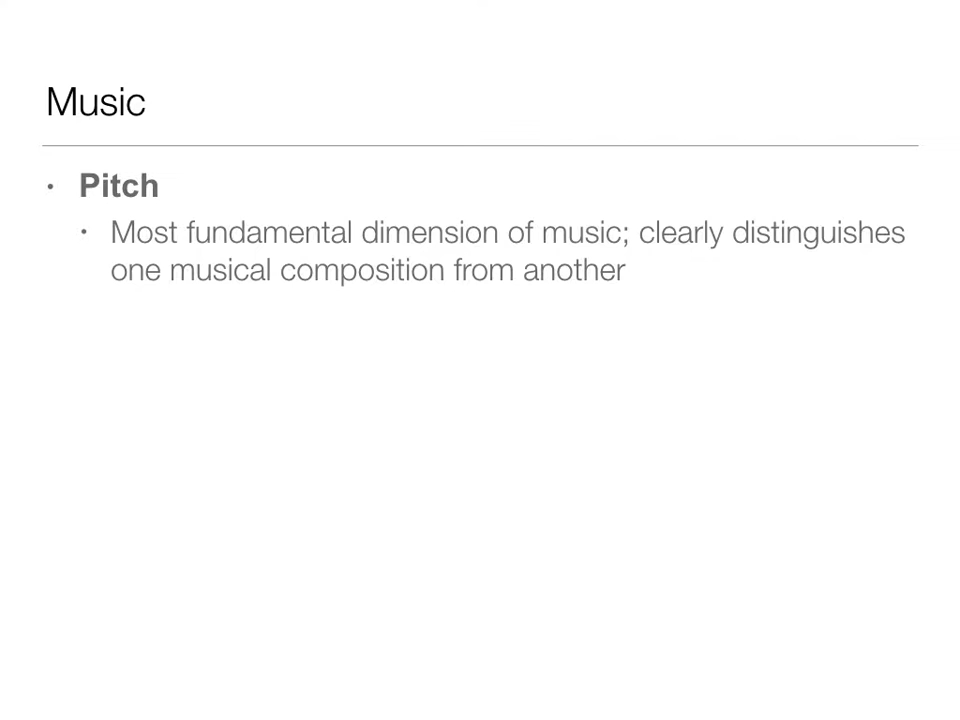 Music
• Pitch
• Most fundamental dimension of music; clearly distinguishes
one musical composition from another